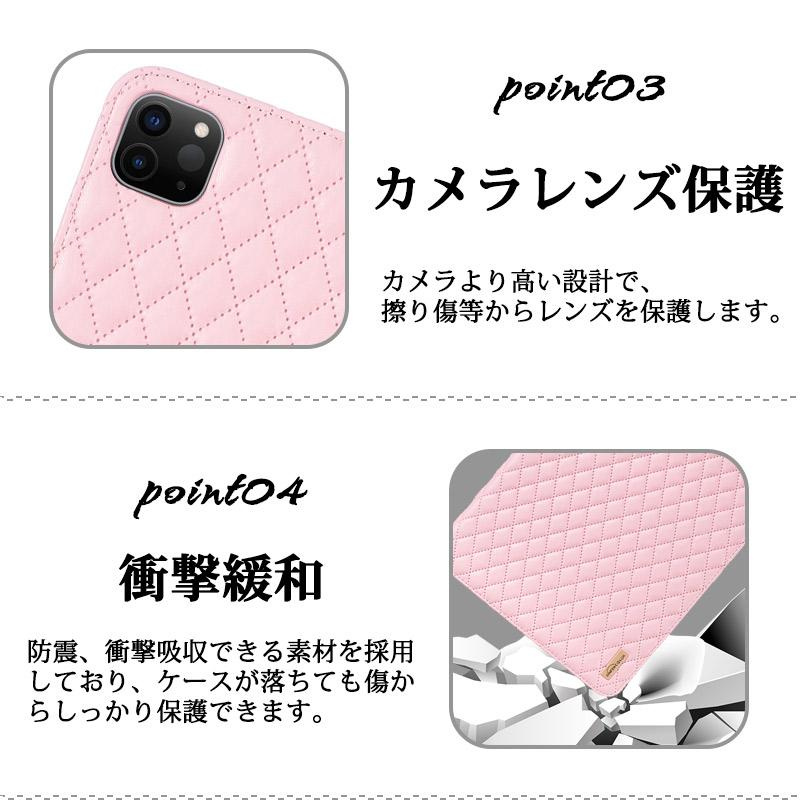 point03
カメラレンズ保護
カメラより高い設計で、
擦り傷等からレンズを保護します。
point04
衝撃緩和
防震、衝撃吸収できる素材を採用
しており、ケースが落ちても傷か
らしっかり保護できます。